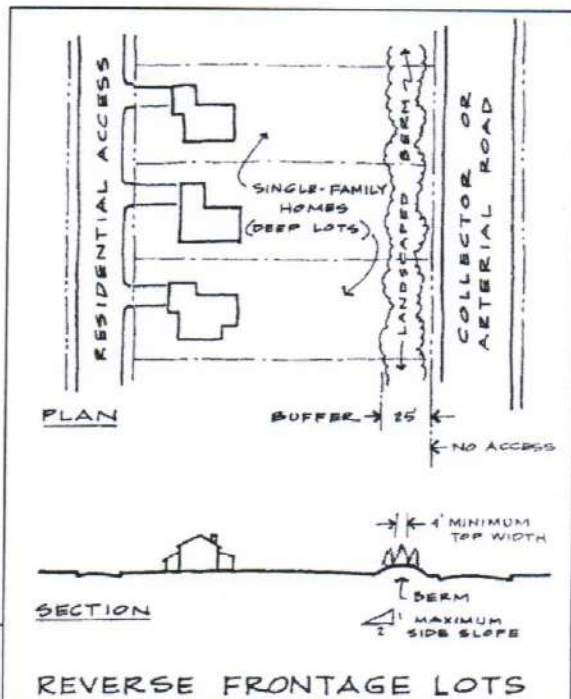 RESIDENTIAL ACCESS
SINGLE-FAMILY
HOMES
(DEEP LOTS)
LANDSCAPED BERM
COLLECTOR OR
ARTERIAL ROAD
PLAN
BUFFER 25'
NO ACCESS
4' MINIMUM
TOP WIDTH
BERM
SECTION
1
2
MAXIMUM
SIDE SLOPE
REVERSE FRONTAGE LOTS